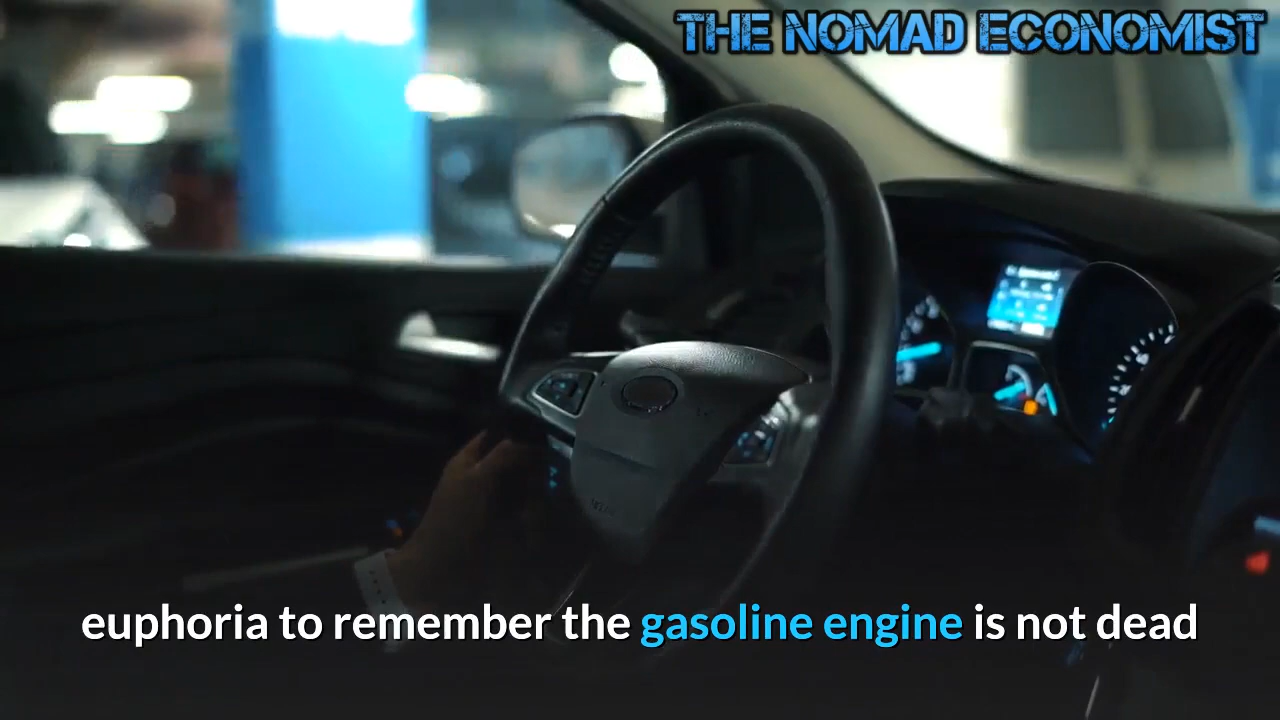 THE NOMAD ECONOMIST
euphoria to remember the gasoline engine is not dead